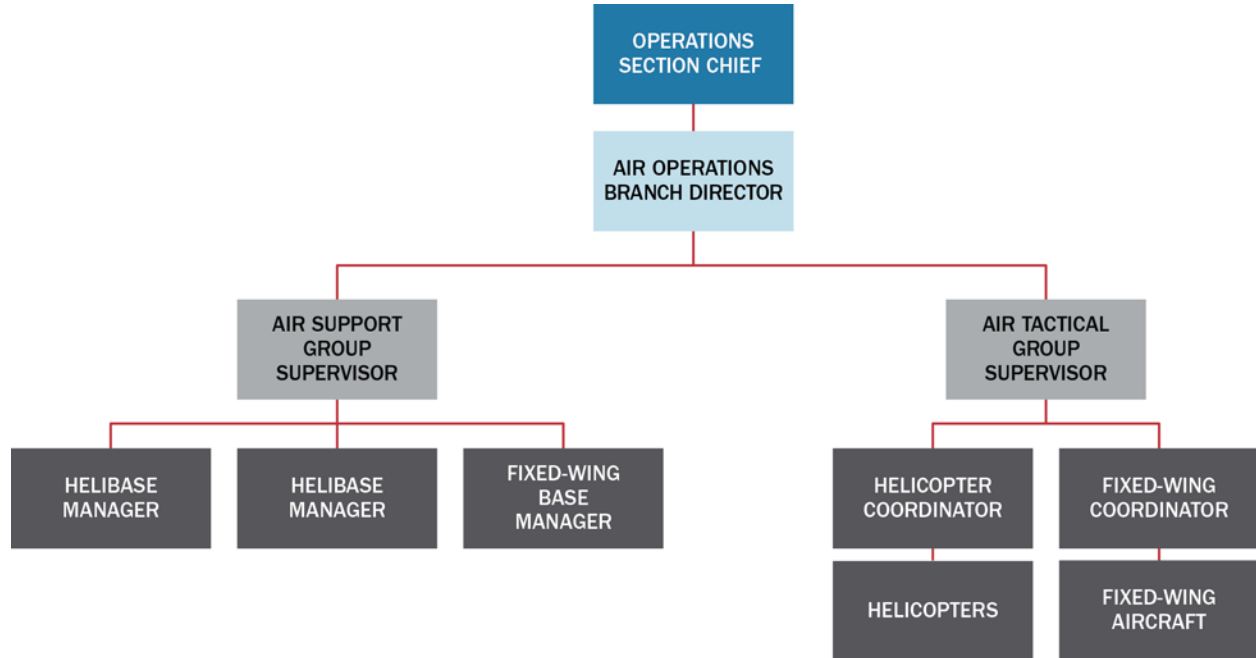 OPERATIONS
SECTION CHIEF
AIR OPERATIONS
BRANCH DIRECTOR
AIR SUPPORT
GROUP
SUPERVISOR
AIR TACTICAL
GROUP
SUPERVISOR
HELIBASE
MANAGER
HELIBASE
MANAGER
FIXED-WING
BASE
MANAGER
HELICOPTER
COORDINATOR
FIXED-WING
COORDINATOR
HELICOPTERS
FIXED-WING
AIRCRAFT